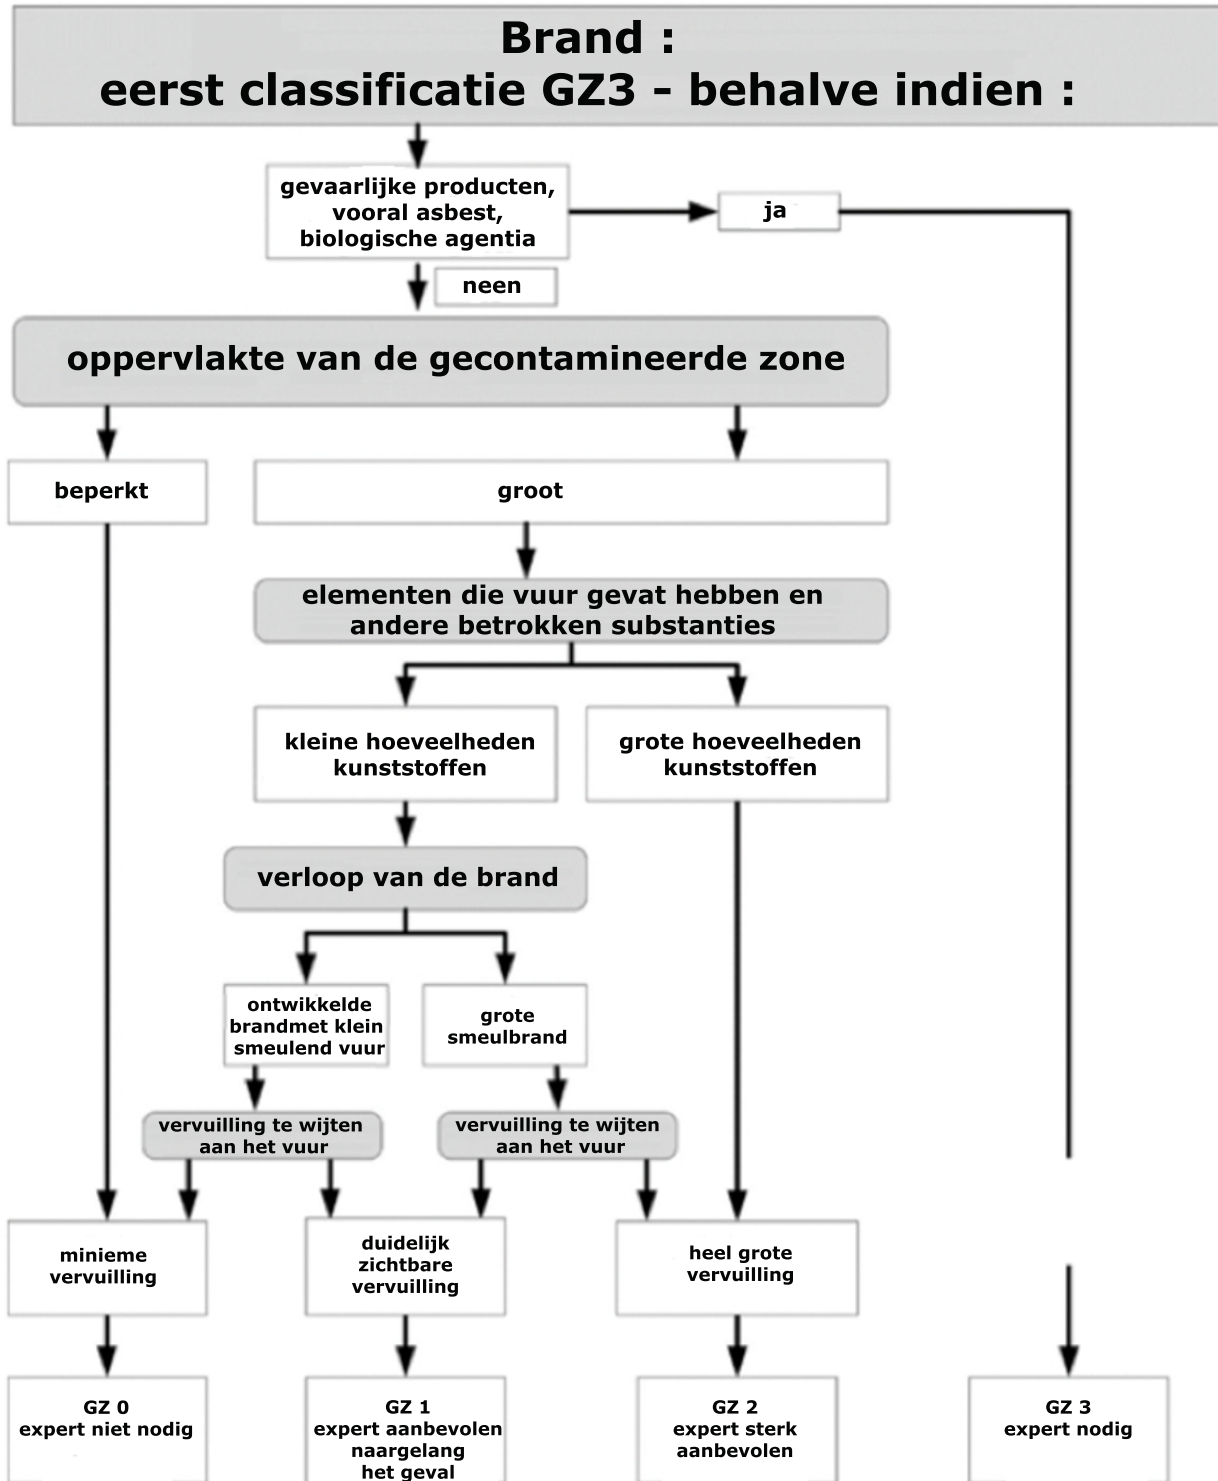 Brand :
eerst classificatie GZ3 - behalve indien :
gevaarlijke producten,
vooral asbest,
biologische agentia
ja
neen
oppervlakte van de gecontamineerde zone
beperkt
groot
elementen die vuur gevat hebben en
andere betrokken substanties
kleine hoeveelheden
kunststoffen
grote hoeveelheden
kunststoffen
verloop van de brand
ontwikkelde
brandmet klein
smeulend vuur
grote
smeulbrand
vervuilling te wijten
aan het vuur
vervuilling te wijten
aan het vuur
minieme
vervuilling
duidelijk
zichtbare
vervuilling
heel grote
vervuilling
GZ 0
expert niet nodig
GZ 1
expert aanbevolen
naargelang
het geval
GZ 2
expert sterk
aanbevolen
GZ 3
expert nodig